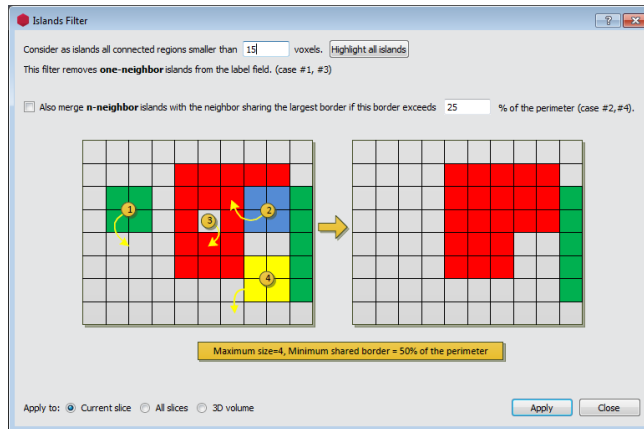 Islands Filter
Consider as islands all connected regions smaller than 15 voxels. Highlight all islands
This filter removes one-neighbor islands from the label field. (case #1, #3)
Also merge n-neighbor islands with the neighbor sharing the largest border if this border exceeds 25 % of the perimeter (case #2,#4).
1
2
3
4
Maximum size=4, Minimum shared border = 50% of the perimeter
Apply to: Current slice All slices 3D volume Apply Close